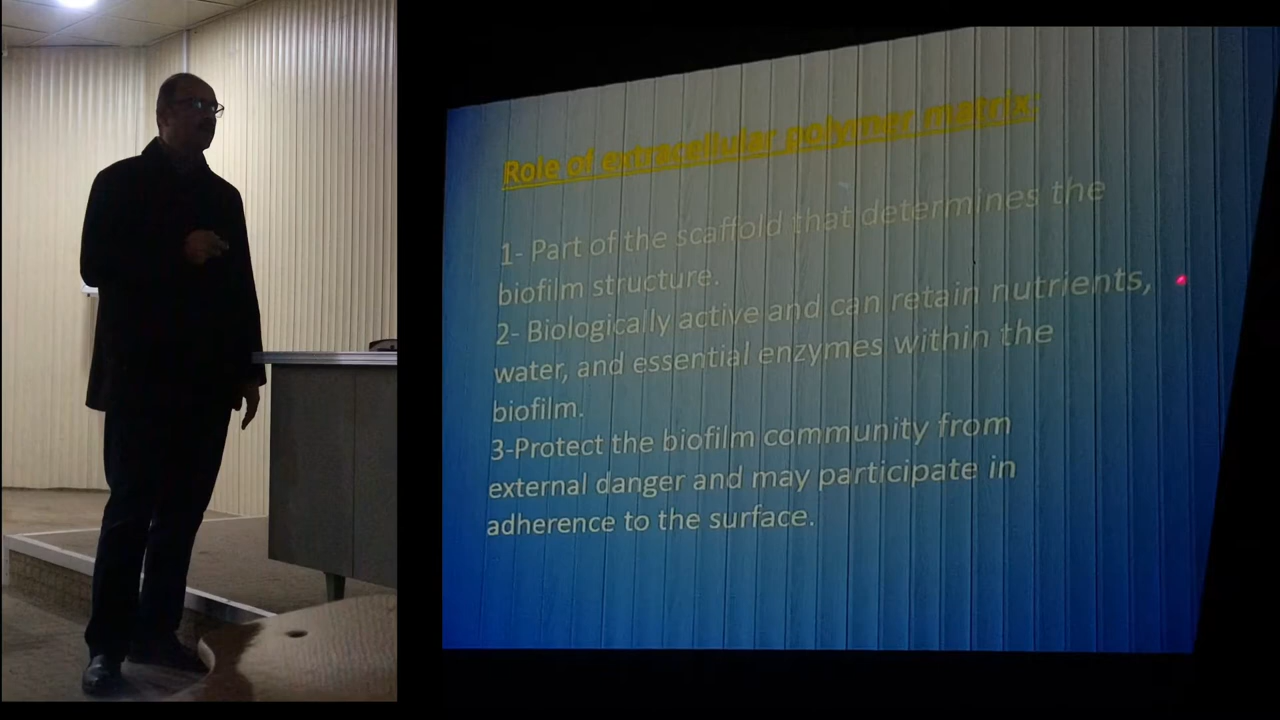 Role of extracellular polymer matrix:
1- Part of the scaffold that determines the
biofilm structure.
2- Biologically active and can retain nutrients,
water, and essential enzymes within the
biofilm.
3-Protect the biofilm community from
external danger and may participate in
adherence to the surface.